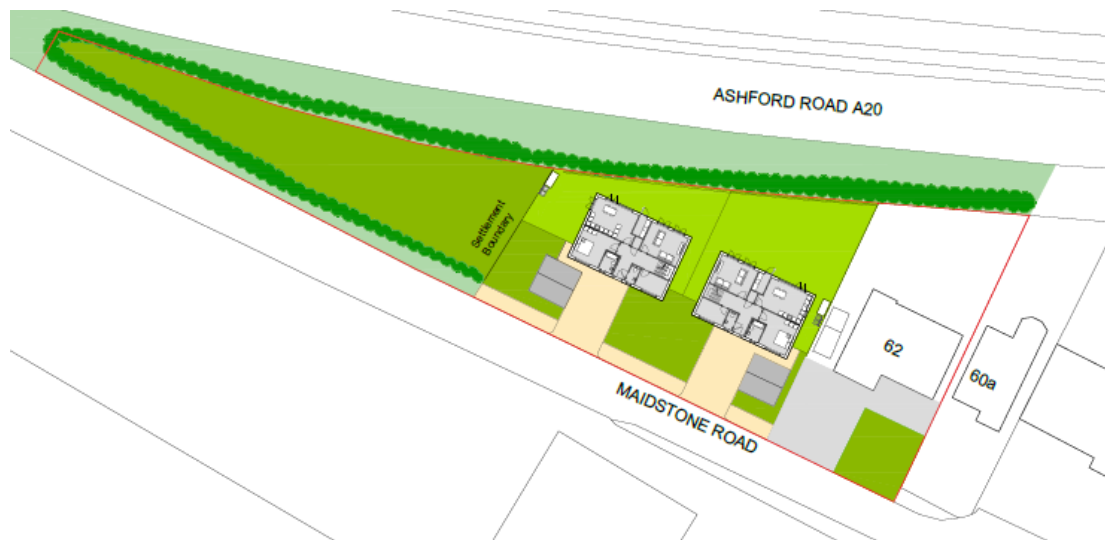 ASHFORD ROAD A20
Settlement
Boundary
62
60a
MAIDSTONE ROAD